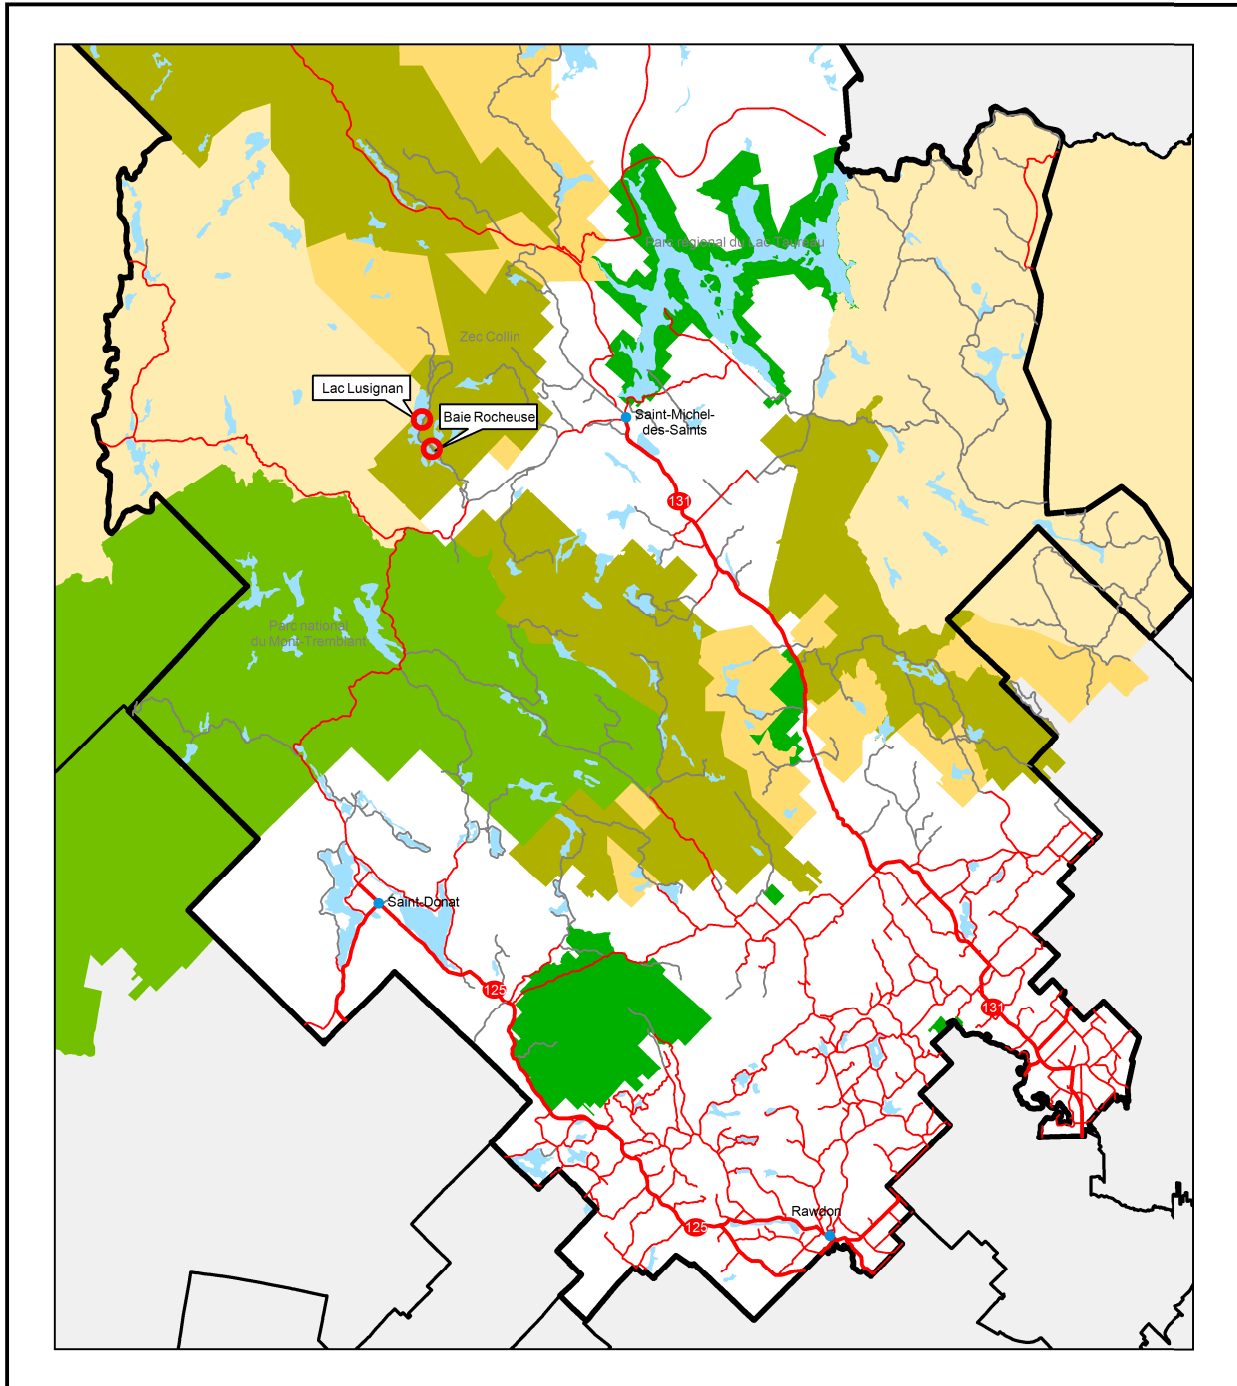 Parc régional du Lac Taureau
Zec Collin
Lac Lusignan
Baie Rocheuse
Saint-Michel-
des-Saints
131
Parc national
du Mont-Tremblant
Saint-Donat
125
131
Rawdon
125